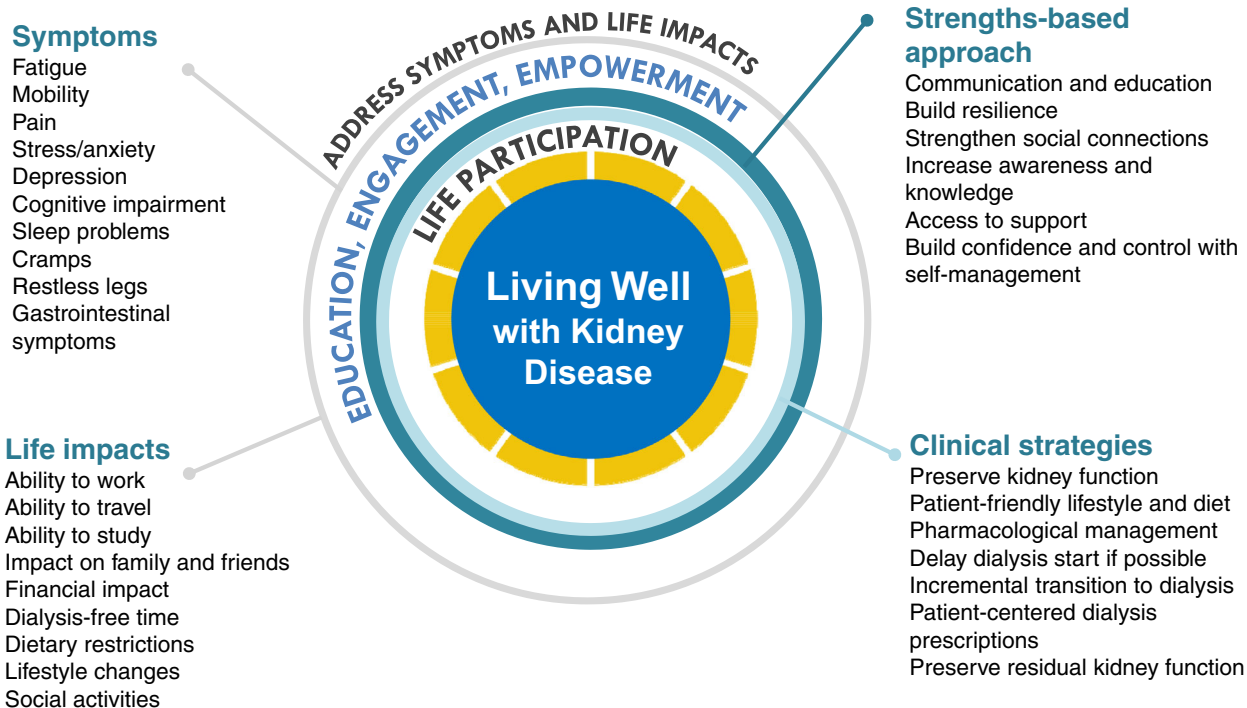 Symptoms
Fatigue
Mobility
Pain
Stress/anxiety
Depression
Cognitive impairment
Sleep problems
Cramps
Restless legs
Gastrointestinal
symptoms
Life impacts
Ability to work
Ability to travel
Ability to study
Impact on family and friends
Financial impact
Dialysis-free time
Dietary restrictions
Lifestyle changes
Social activities
ADDRESS SYMPTOMS AND LIFE IMPACTS
EDUCATION, ENGAGEMENT, EMPOWERMENT
LIFE PARTICIPATION
Living Well
with Kidney
Disease
Strengths-based
approach
Communication and education
Build resilience
Strengthen social connections
Increase awareness and
knowledge
Access to support
Build confidence and control with
self-management
Clinical strategies
Preserve kidney function
Patient-friendly lifestyle and diet
Pharmacological management
Delay dialysis start if possible
Incremental transition to dialysis
Patient-centered dialysis
prescriptions
Preserve residual kidney function